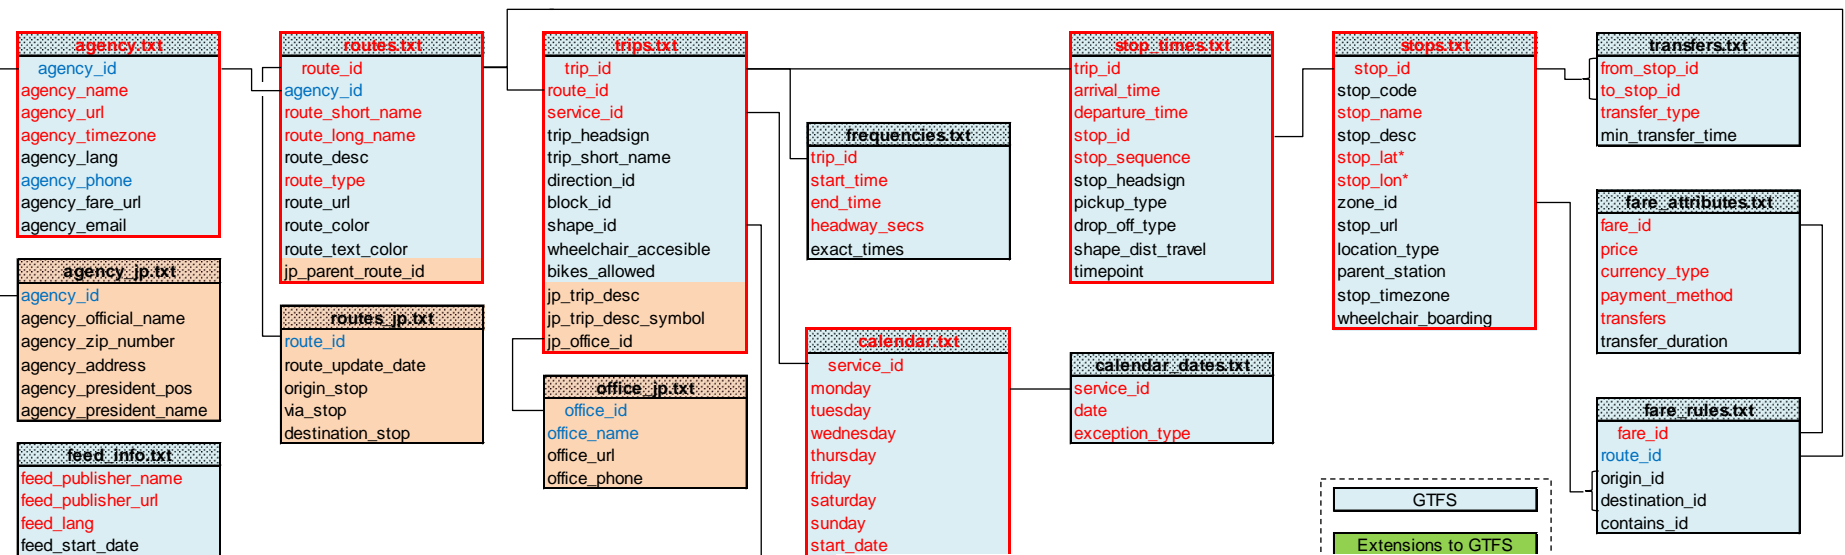 agency.txt
agency_id
agency_name
agency_url
agency_timezone
agency_lang
agency_phone
agency_fare_url
agency_email
agency_jp.txt
agency_id
agency_official_name
agency_zip_number
agency_address
agency_president_pos
agency_president_name
feed_info.txt
feed_publisher_name
feed_publisher_url
feed_lang
feed_start_date
routes.txt
route_id
agency_id
route_short_name
route_long_name
route_desc
route_type
route_url
route_color
route_text_color
jp_parent_route_id
routes_jp.txt
route_id
route_update_date
origin_stop
via_stop
destination_stop
trips.txt
trip_id
route_id
service_id
trip_headsign
trip_short_name
direction_id
block_id
shape_id
wheelchair_accesible
bikes_allowed
jp_trip_desc
jp_trip_desc_symbol
jp_office_id
office_jp.txt
office_id
office_name
office_url
office_phone
frequencies.txt
trip_id
start_time
end_time
headway_secs
exact_times
calendar.txt
service_id
monday
tuesday
wednesday
thursday
friday
saturday
sunday
start_date
stop_times.txt
trip_id
arrival_time
departure_time
stop_id
stop_sequence
stop_headsign
pickup_type
drop_off_type
shape_dist_travel
timepoint
calendar_dates.txt
service_id
date
exception_type
stops.txt
stop_id
stop_code
stop_name
stop_desc
stop_lat*
stop_lon*
zone_id
stop_url
location_type
parent_station
stop_timezone
wheelchair_boarding
GTFS
Extensions to GTFS
transfers.txt
from_stop_id
to_stop_id
transfer_type
min_transfer_time
fare_attributes.txt
fare_id
price
currency_type
payment_method
transfers
transfer_duration
fare_rules.txt
fare_id
route_id
origin_id
destination_id
contains_id